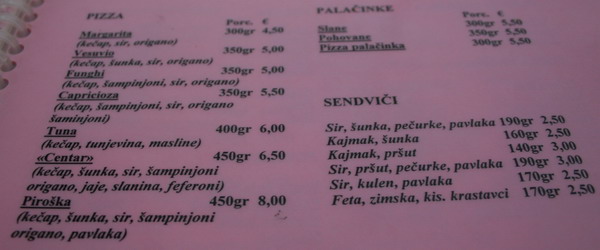 PIZZA Porc. €
Margarita 300gr 4,50
(kečap, sir, origano)
Vesuvio 350gr 5,00
(kečap, šunka, sir, origano)
Funghi 350gr 5,00
(kečap, šampinjoni, sir, origano)
Capricioza 350gr 5,50
(kečap, šampinjoni, sir, origano
šaminjoni)
Tuna 400gr 6,00
(kečap, tunjevina, masline)
«Centar» 450gr 6,50
(kečap, šunka, sir, šampinjoni
origano, jaje, slanina, feferoni)
Piroška 450gr 8,00
(kečap, šunka, sir, šampinjoni
origano, pavlaka)
PALAČINKE
Porc. €
Slane 300gr 5,50
Pohovane 350gr 5,50
Pizza palačinka 300gr 5,50
SENDVIČI
Sir, šunka, pečurke, pavlaka 190gr 2,50
Kajmak, šunka 160gr 2,50
Kajmak, pršut 140gr 3,00
Sir, pršut, pečurke, pavlaka 190gr 3,00
Sir, kulen, pavlaka 170gr 2,50
Feta, zimska, kis. krastavci 170gr 2,50